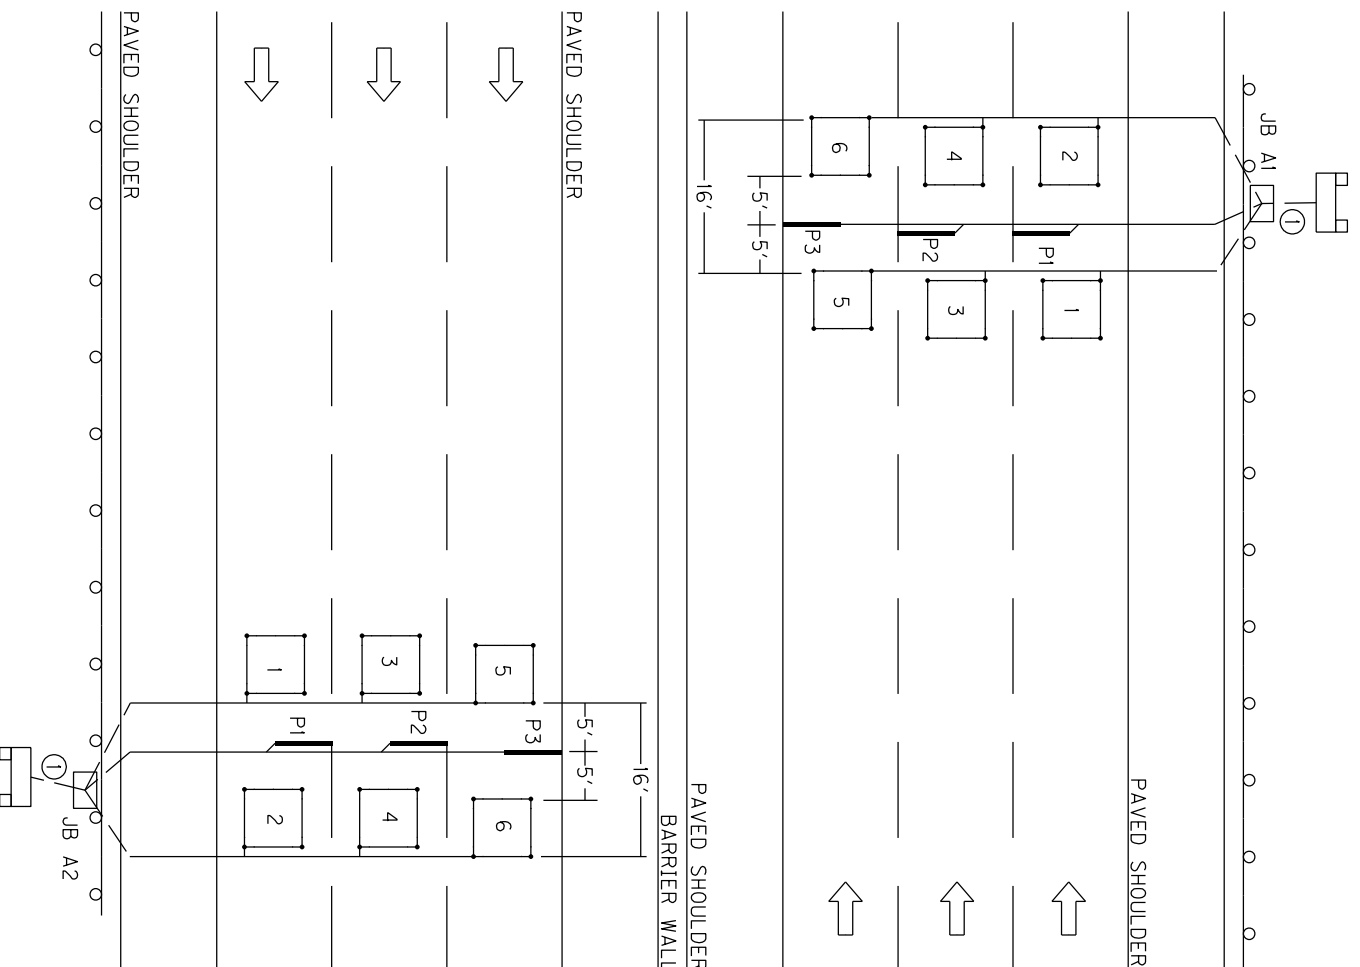 PAVED SHOULDER
PAVED SHOULDER
JB A1
1
6
4
2
16'
5'
5'
P3
P2
P1
5
3
1
1
3
5
P1
P2
P3
5'
5'
16'
2
4
6
1
JB A2
PAVED SHOULDER
BARRIER WALL
PAVED SHOULDER